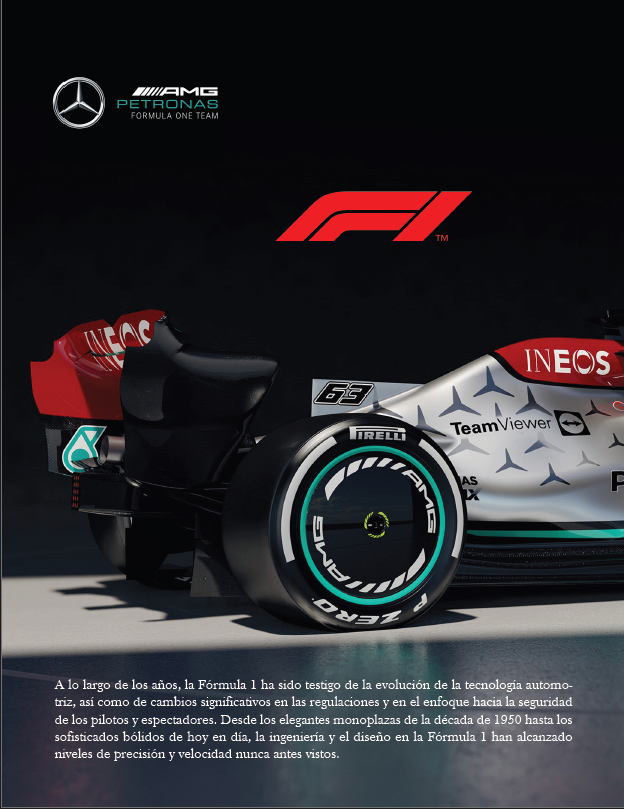 AMG
PETRONAS
FORMULA ONE TEAM
F1
TM
INEOS
INEOS
63
TeamViewer
PIRELLI
AMG
AMG
P ZERO
A lo largo de los años, la Fórmula 1 ha sido testigo de la evolución de la tecnología automo-
triz, así como de cambios significativos en las regulaciones y en el enfoque hacia la seguridad
de los pilotos y espectadores. Desde los elegantes monoplazas de la década de 1950 hasta los
sofisticados bólidos de hoy en día, la ingeniería y el diseño en la Fórmula 1 han alcanzado
niveles de precisión y velocidad nunca antes vistos.